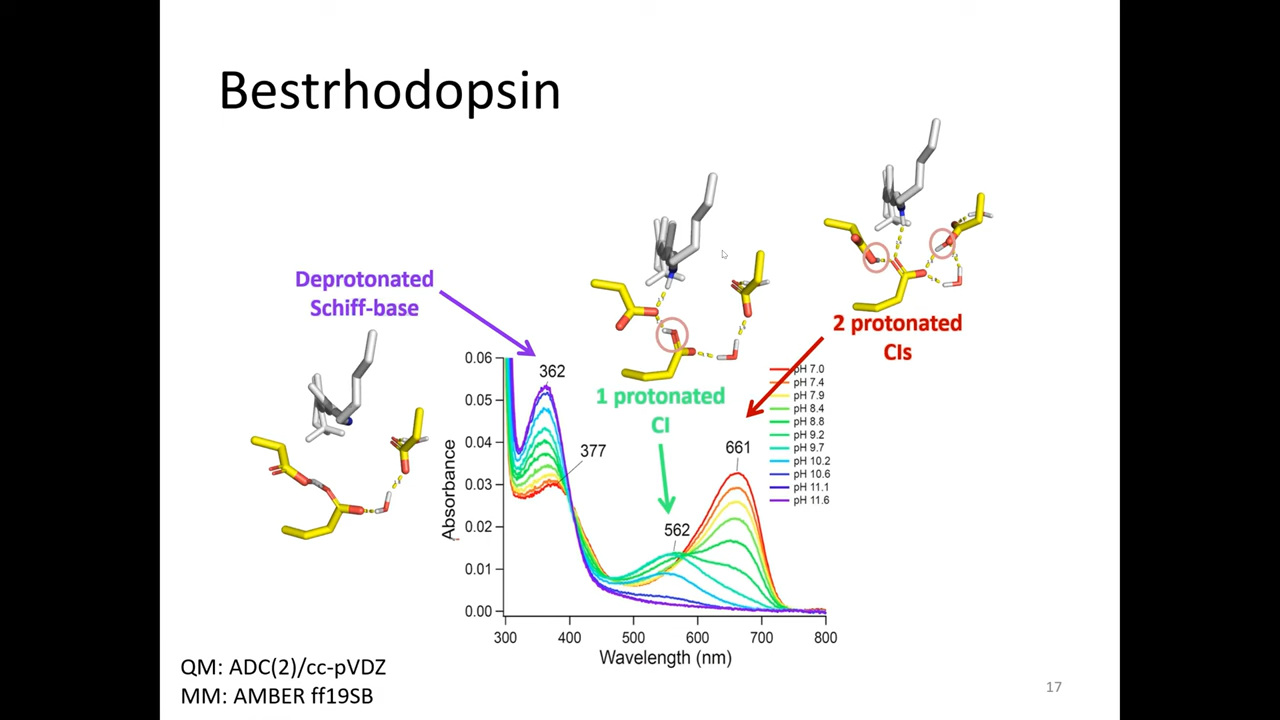 Bestrhodopsin
Deprotonated
Schiff-base
1 protonated
CI
2 protonated
CIs
362
377
562
661
pH 7.0
pH 7.4
pH 7.9
pH 8.4
pH 8.8
pH 9.2
pH 9.7
pH 10.2
pH 10.6
pH 11.1
pH 11.6
Absorbance
0.06
0.05
0.04
0.03
0.02
0.01
0.00
300 400 500 600 700 800
Wavelength (nm)
QM: ADC(2)/cc-pVDZ
MM: AMBER ff19SB
17